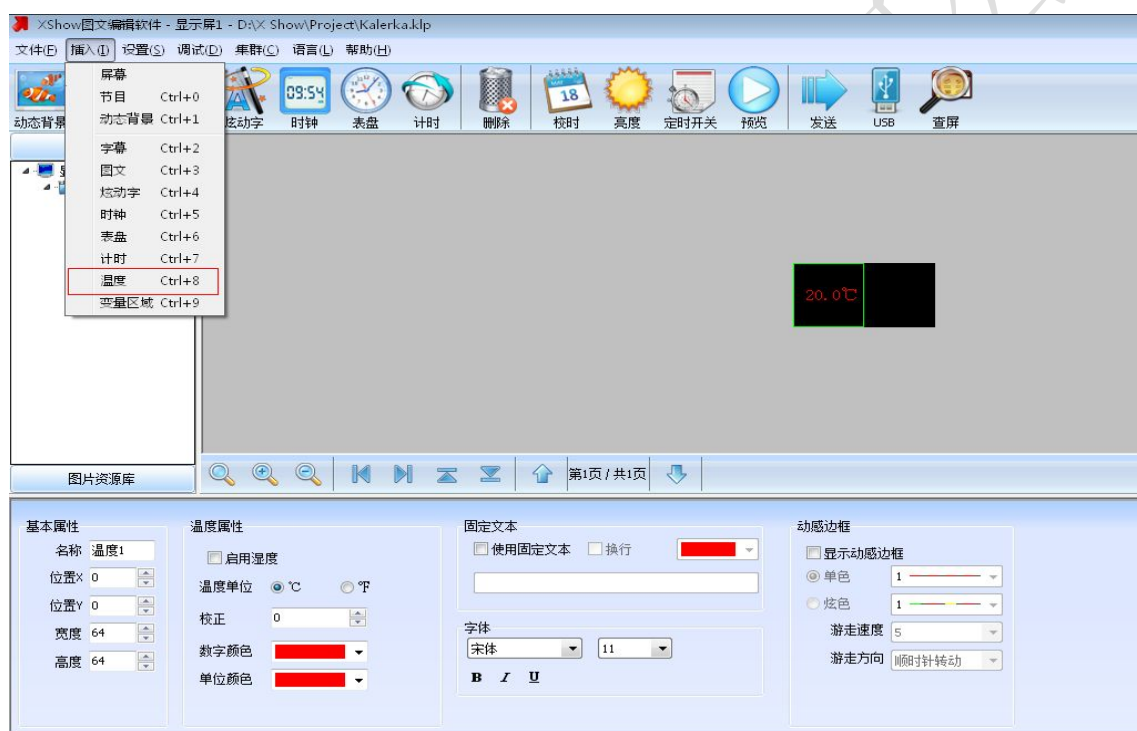 XShow图文编辑软件 - 显示屏1 - D:\X Show\Project\Kalerka.klp
文件(F) 插入(I) 设置(S) 调试(D) 集群(C) 语言(L) 帮助(H)
屏幕
节目 Ctrl+0
动态背景 Ctrl+1
字幕 Ctrl+2
图文 Ctrl+3
炫动字 Ctrl+4
时钟 Ctrl+5
表盘 Ctrl+6
计时 Ctrl+7
温度 Ctrl+8
变量区域 Ctrl+9
09:54
18
动态背景 炫动字 时钟 表盘 计时 删除 校时 亮度 定时开关 预览 发送 USB 查屏
20.0℃
图片资源库
第1页/共1页
基本属性
名称 温度1
位置X 0
位置Y 0
宽度 64
高度 64
温度属性
启用湿度
温度单位 ℃ ℉
校正 0
数字颜色
单位颜色
固定文本
使用固定文本 换行
字体
宋体 11
B I U
动感边框
显示动感边框
单色 1
炫色 1
游走速度 5
游走方向 顺时针转动